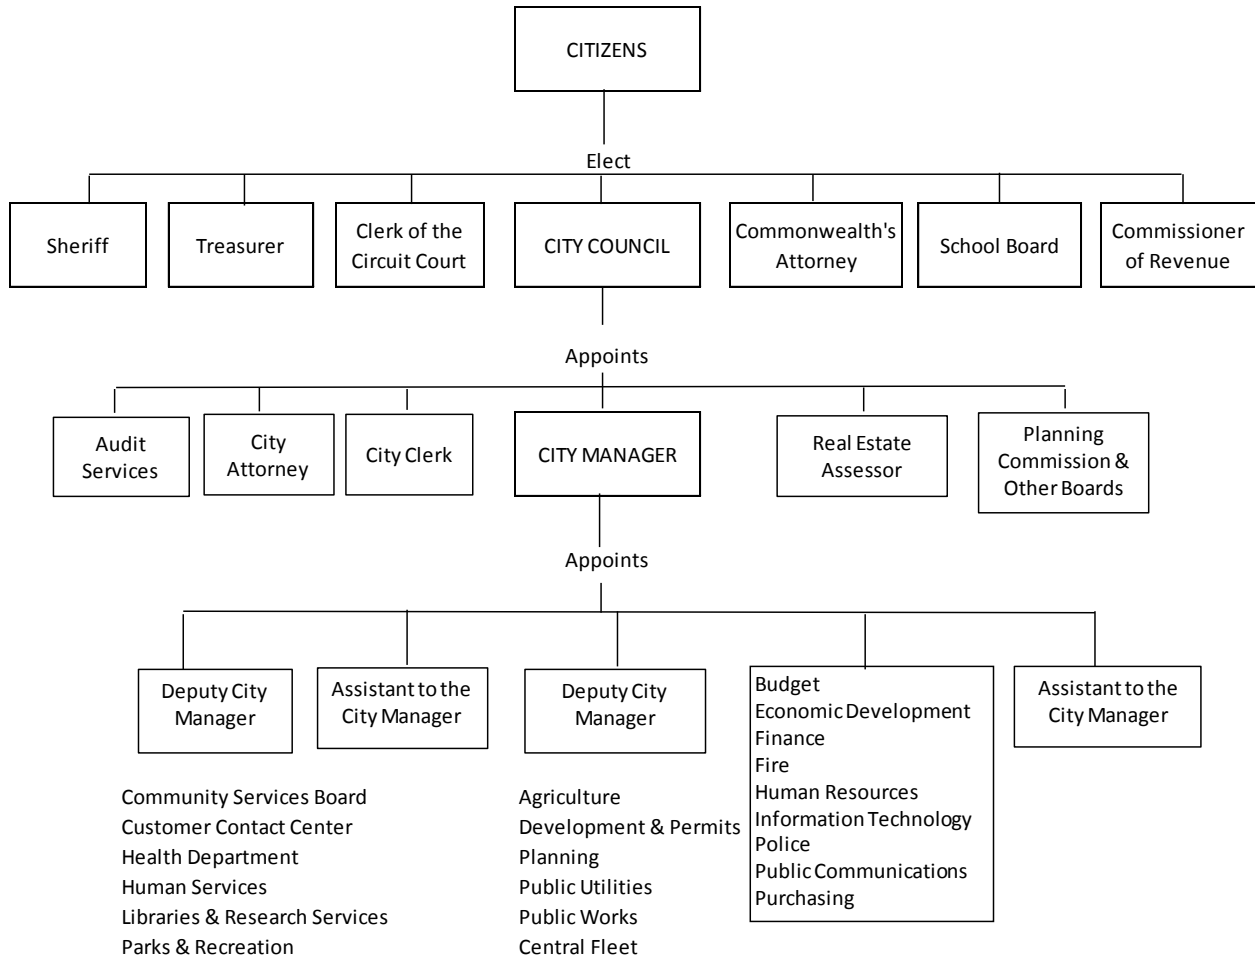 CITIZENS
Elect
Sheriff
Treasurer
Clerk of the
Circuit Court
CITY COUNCIL
Commonwealth's
Attorney
School Board
Commissioner
of Revenue
Appoints
Audit
Services
City
Attorney
City Clerk
CITY MANAGER
Real Estate
Assessor
Planning
Commission &
Other Boards
Appoints
Deputy City
Manager
Assistant to the
City Manager
Deputy City
Manager
Budget
Economic Development
Finance
Fire
Human Resources
Information Technology
Police
Public Communications
Purchasing
Assistant to the
City Manager
Community Services Board
Customer Contact Center
Health Department
Human Services
Libraries & Research Services
Parks & Recreation
Agriculture
Development & Permits
Planning
Public Utilities
Public Works
Central Fleet